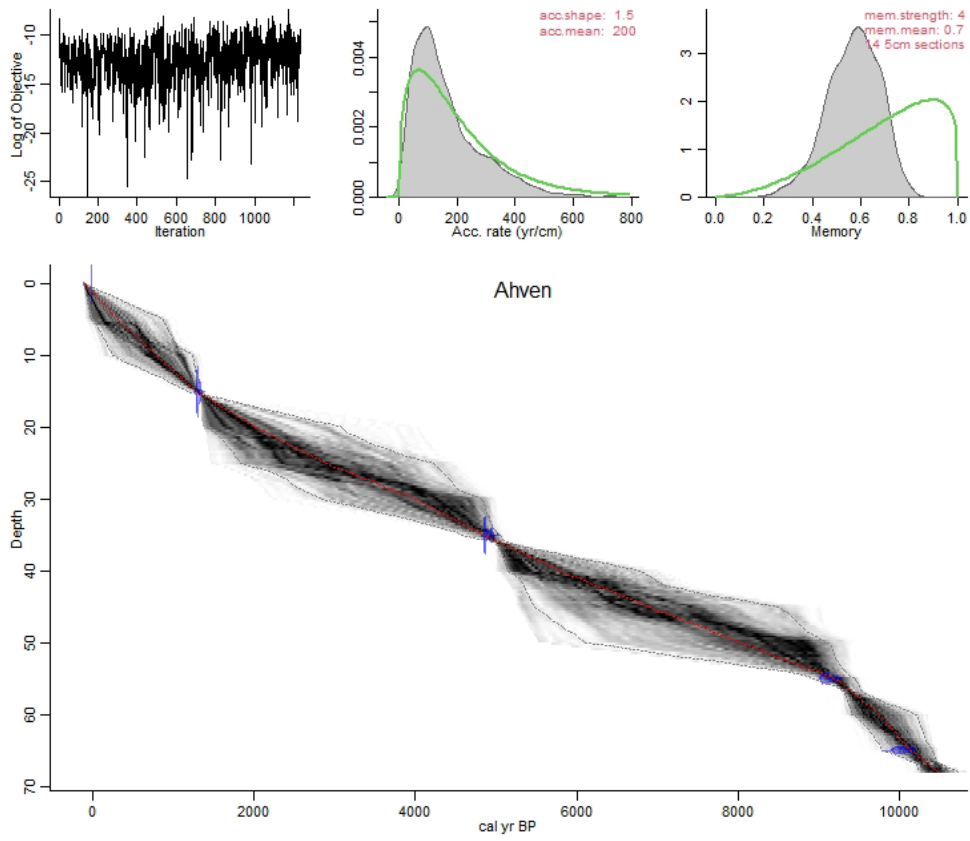 -10
-15
-20
-25
Log of Objective
0 200 400 600 800 1000
Iteration
acc.shape: 1.5
acc.mean: 200
0.004
0.002
0.000
0 200 400 600 800
Acc. rate (yr/cm)
mem.strength: 4
mem.mean: 0.7
14 5cm sections
3
2
1
0
0.0 0.2 0.4 0.6 0.8 1.0
Memory
Ahven
0
10
20
30
40
50
60
70
Depth
0 2000 4000 6000 8000 10000
cal yr BP